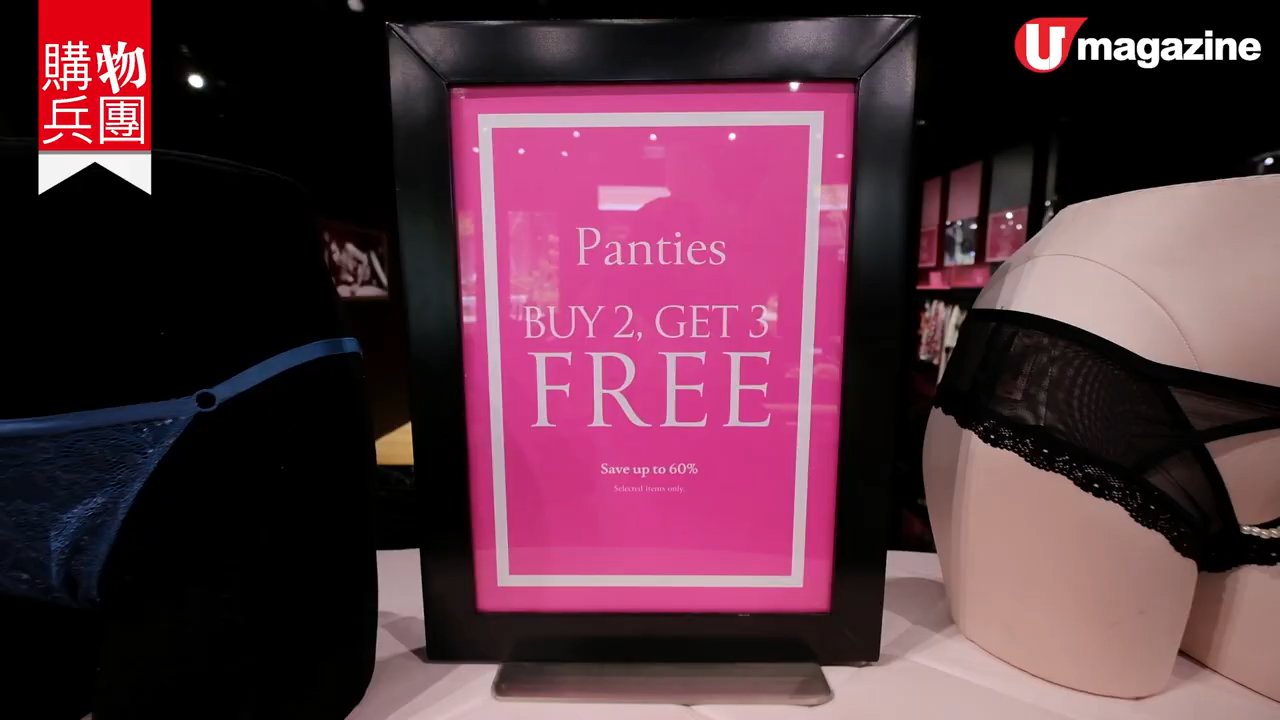 購物
兵團
U magazine
Panties
BUY 2, GET 3
FREE
Save up to 60%
Selected items only.